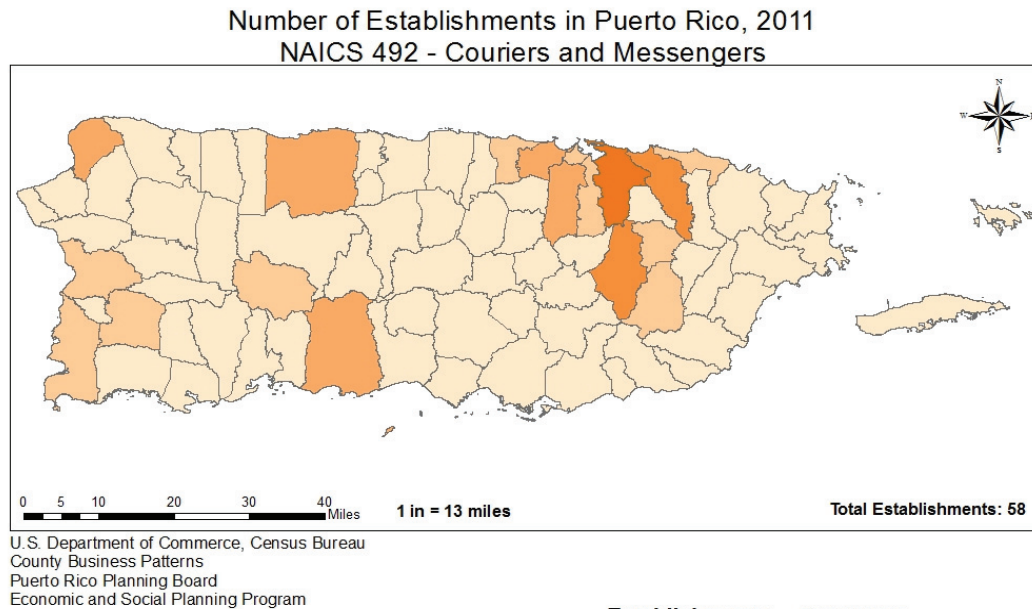 Number of Establishments in Puerto Rico, 2011
NAICS 492 - Couriers and Messengers
N
W
S
0 5 10 20 30 40
Miles
1 in = 13 miles
Total Establishments: 58
U.S. Department of Commerce, Census Bureau
County Business Patterns
Puerto Rico Planning Board
Economic and Social Planning Program